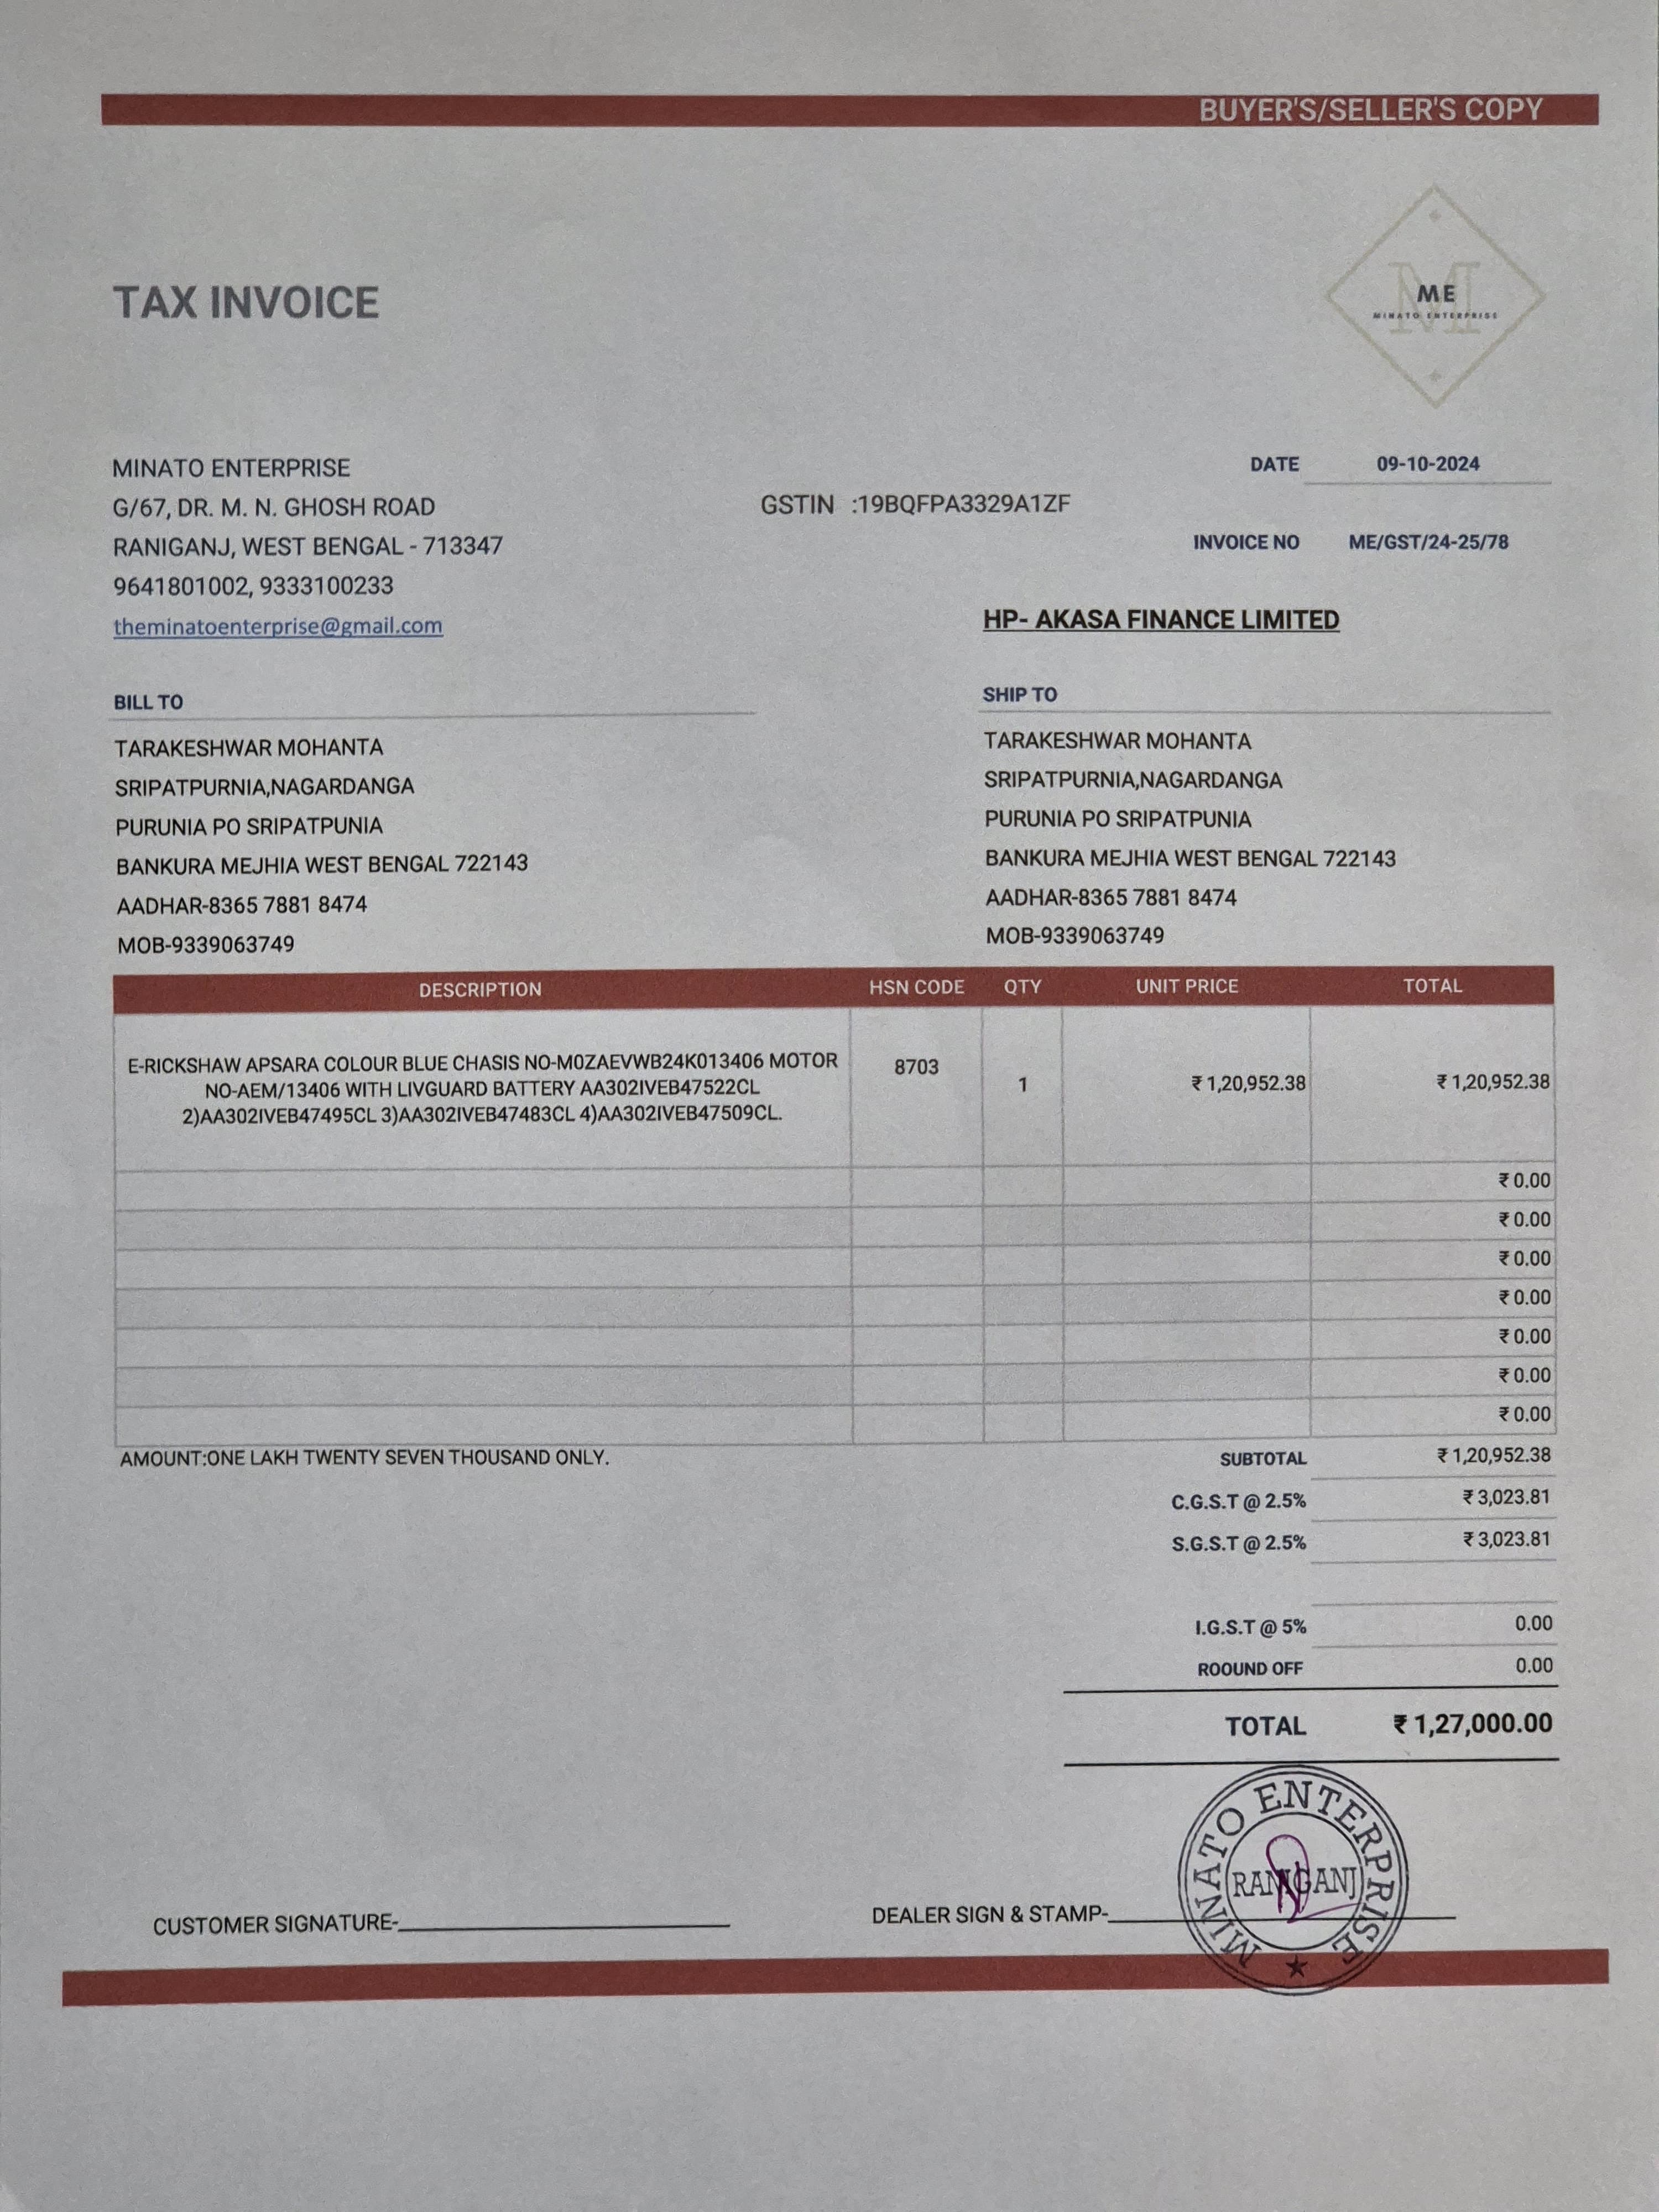 BUYER'S/SELLER'S COPY
ME
MINATO ENTERPRISE
TAX INVOICE
MINATO ENTERPRISE
G/67, DR. M. N. GHOSH ROAD
RANIGANJ, WEST BENGAL - 713347
9641801002, 9333100233
theminatoenterprise@gmail.com
GSTIN :19BQFPA3329A1ZF
DATE 09-10-2024
INVOICE NO ME/GST/24-25/78
HP- AKASA FINANCE LIMITED
BILL TO
TARAKESHWAR MOHANTA
SRIPATPURNIA,NAGARDANGA
PURUNIA PO SRIPATPUNIA
BANKURA MEJHIA WEST BENGAL 722143
AADHAR-8365 7881 8474
MOB-9339063749
SHIP TO
TARAKESHWAR MOHANTA
SRIPATPURNIA,NAGARDANGA
PURUNIA PO SRIPATPUNIA
BANKURA MEJHIA WEST BENGAL 722143
AADHAR-8365 7881 8474
MOB-9339063749
DESCRIPTION HSN CODE QTY UNIT PRICE TOTAL
E-RICKSHAW APSARA COLOUR BLUE CHASIS NO-M0ZAEVWB24K013406 MOTOR
NO-AEM/13406 WITH LIVGUARD BATTERY AA302IVEB47522CL
2)AA302IVEB47495CL 3)AA302IVEB47483CL 4)AA302IVEB47509CL.
8703 1 ₹ 1,20,952.38 ₹ 1,20,952.38
₹ 0.00
₹ 0.00
₹ 0.00
₹ 0.00
₹ 0.00
₹ 0.00
₹ 0.00
AMOUNT:ONE LAKH TWENTY SEVEN THOUSAND ONLY.
SUBTOTAL ₹ 1,20,952.38
C.G.S.T @ 2.5% ₹ 3,023.81
S.G.S.T @ 2.5% ₹ 3,023.81
I.G.S.T @ 5% 0.00
ROOUND OFF 0.00
TOTAL ₹ 1,27,000.00
CUSTOMER SIGNATURE-
DEALER SIGN & STAMP-
MINATO ENTERPRISE
RANIGANJ